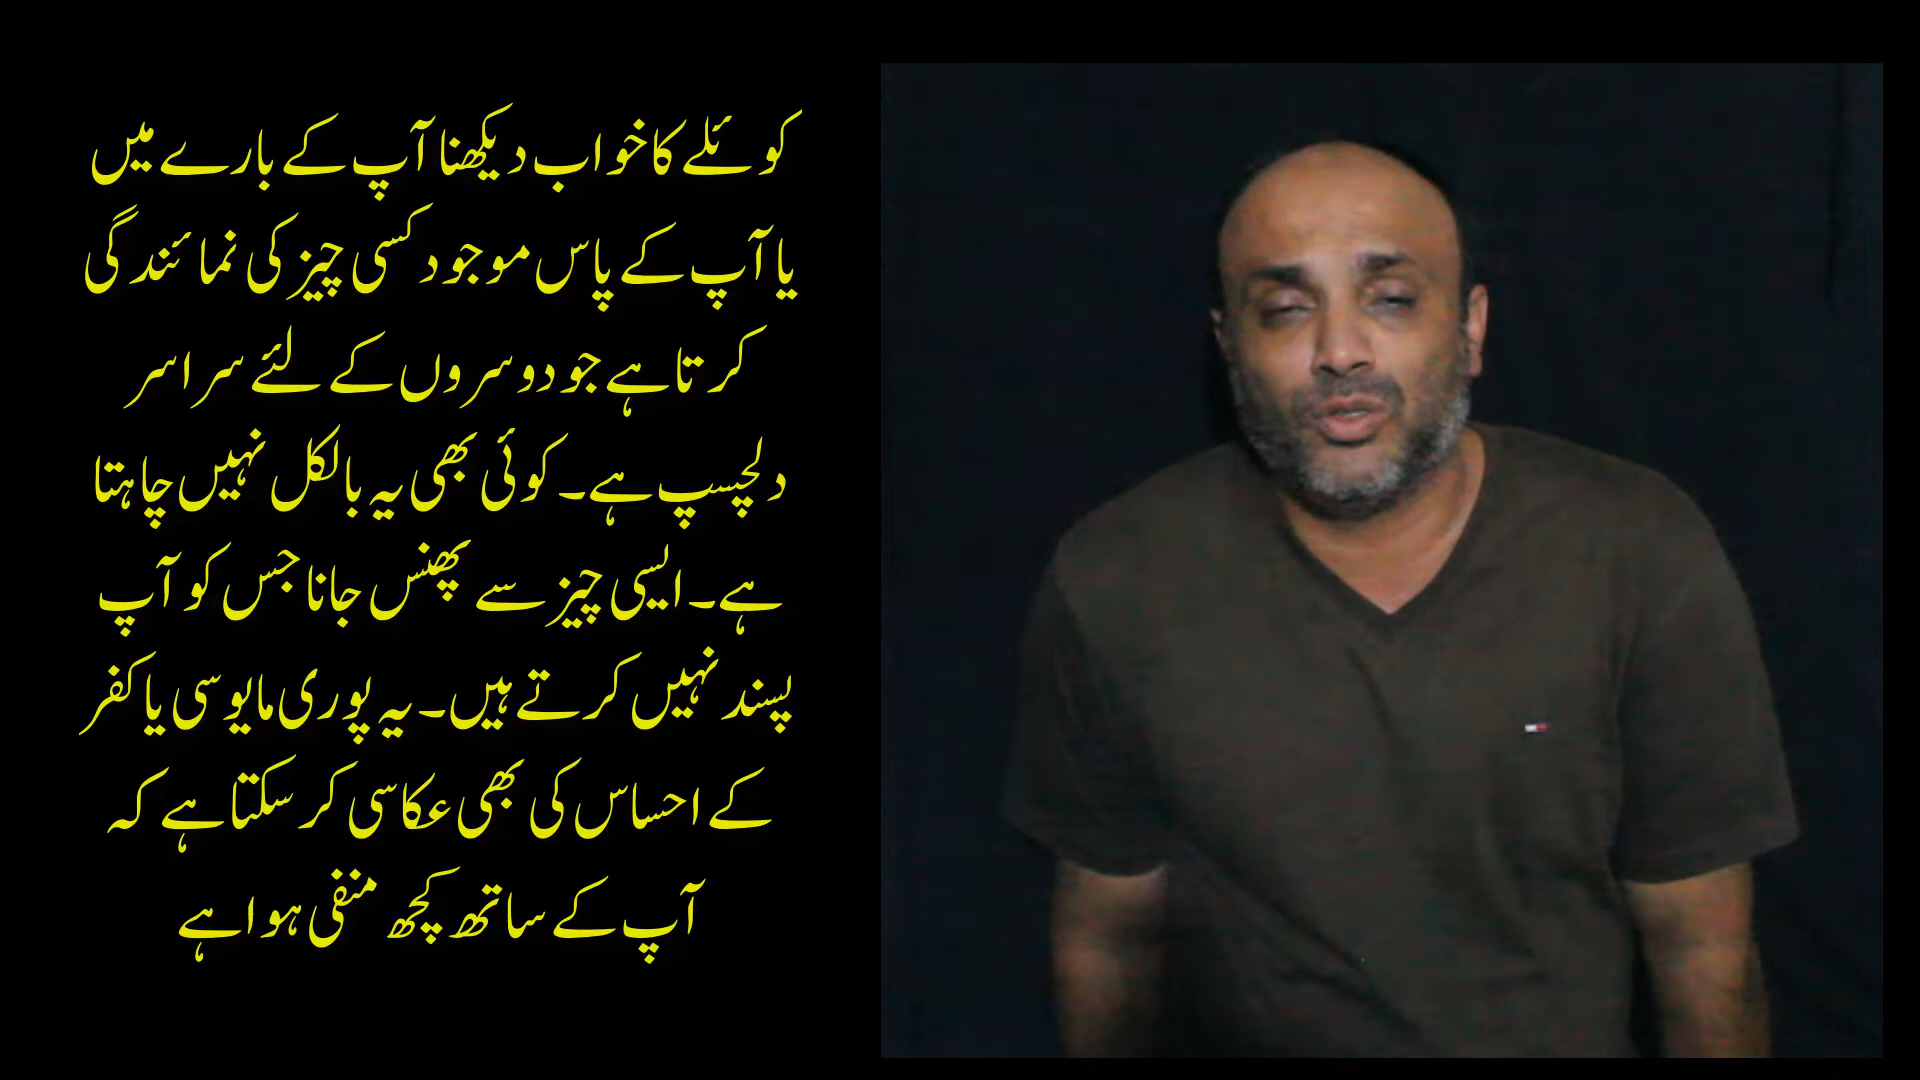 کوئلے کا خواب دیکھنا آپ کے بارے میں
یا آپ کے پاس موجود کسی چیز کی نمائندگی
کرتا ہے جو دوسروں کے لئے سراسر
دلچسپ ہے۔ کوئی بھی یہ بالکل نہیں چاہتا
ہے۔ ایسی چیز سے پھنس جانا جس کو آپ
پسند نہیں کرتے ہیں۔ یہ پوری مایوسی یا کفر
کے احساس کی بھی عکاسی کر سکتا ہے کہ
آپ کے ساتھ کچھ منفی ہوا ہے